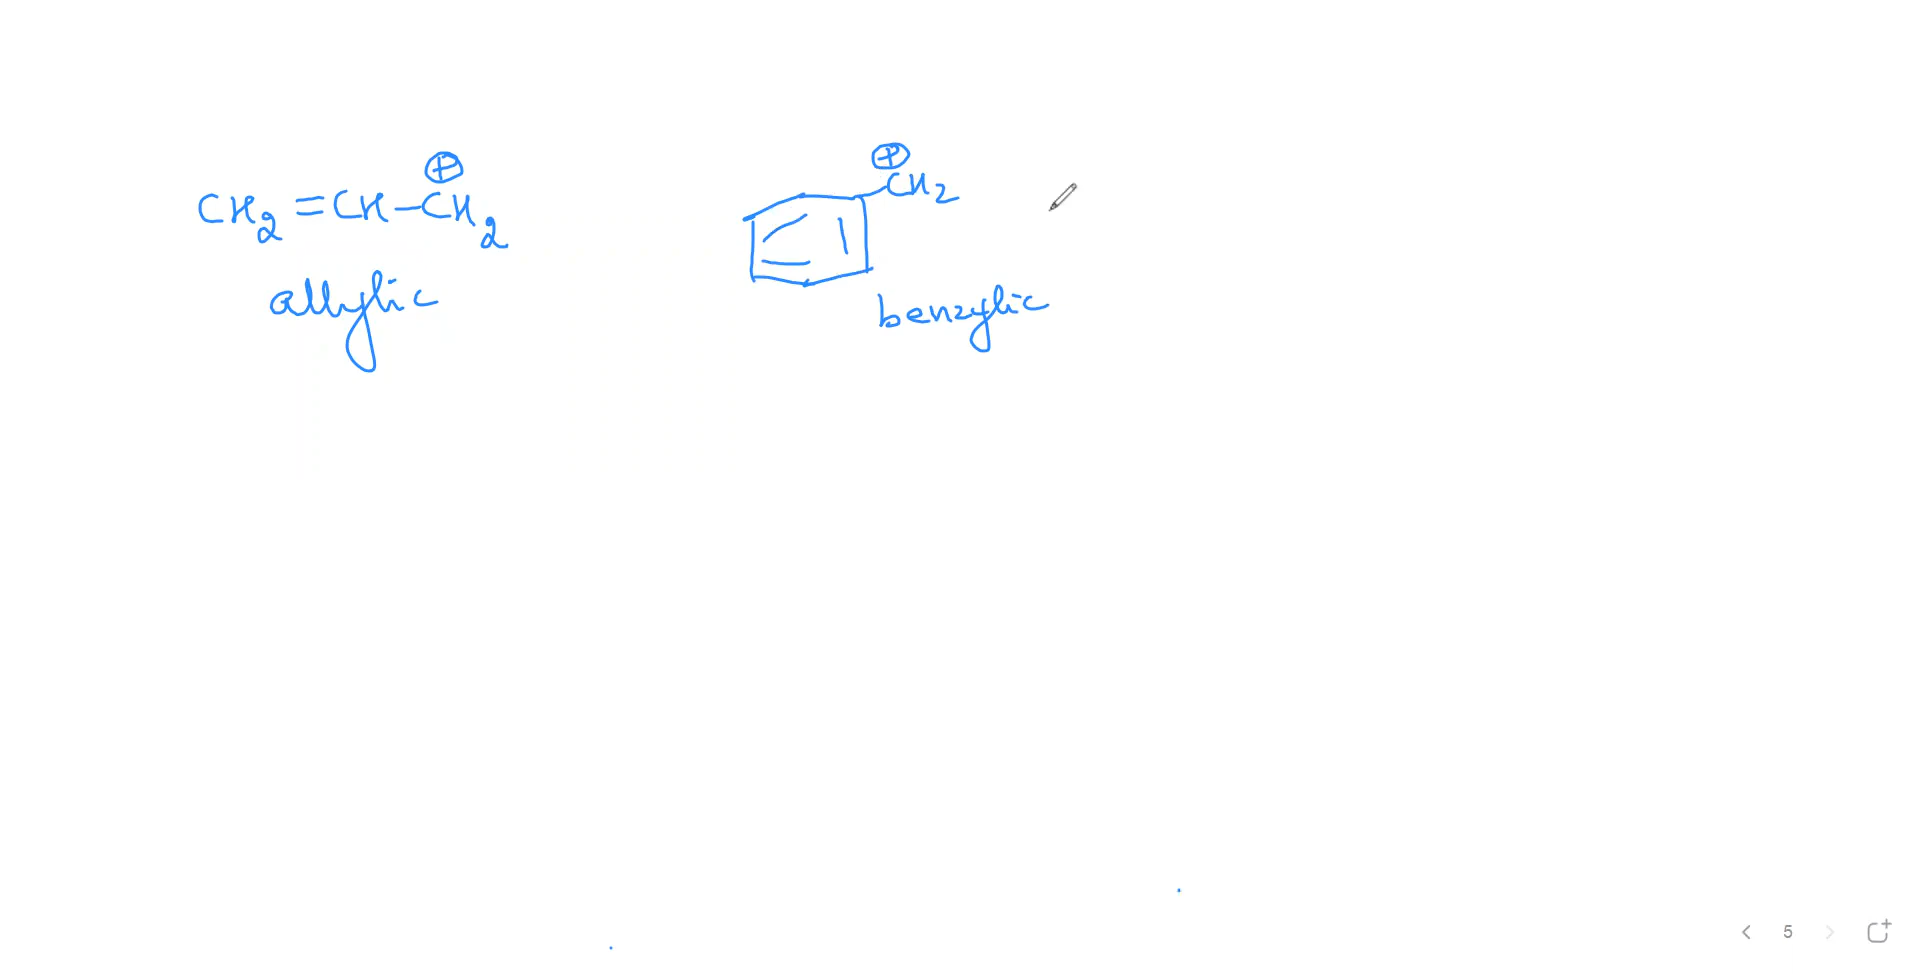 CH₂=CH–CH₂ ⊕
allylic
⊕ CH₂
benzylic
5